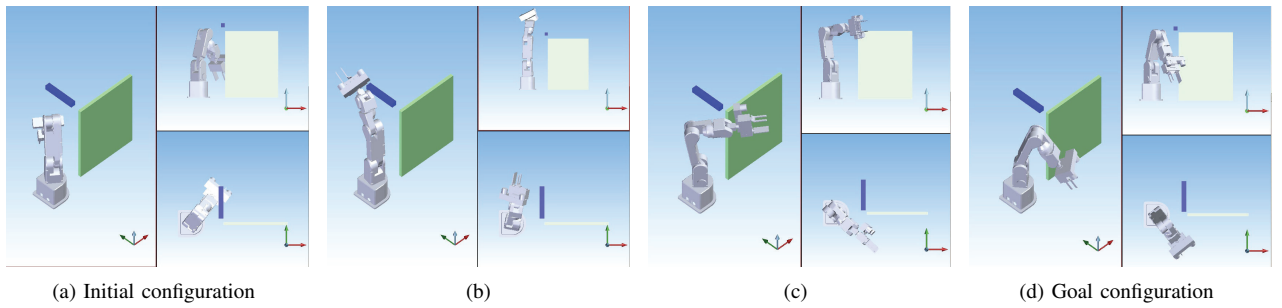 (a) Initial configuration
(b)
(c)
(d) Goal configuration